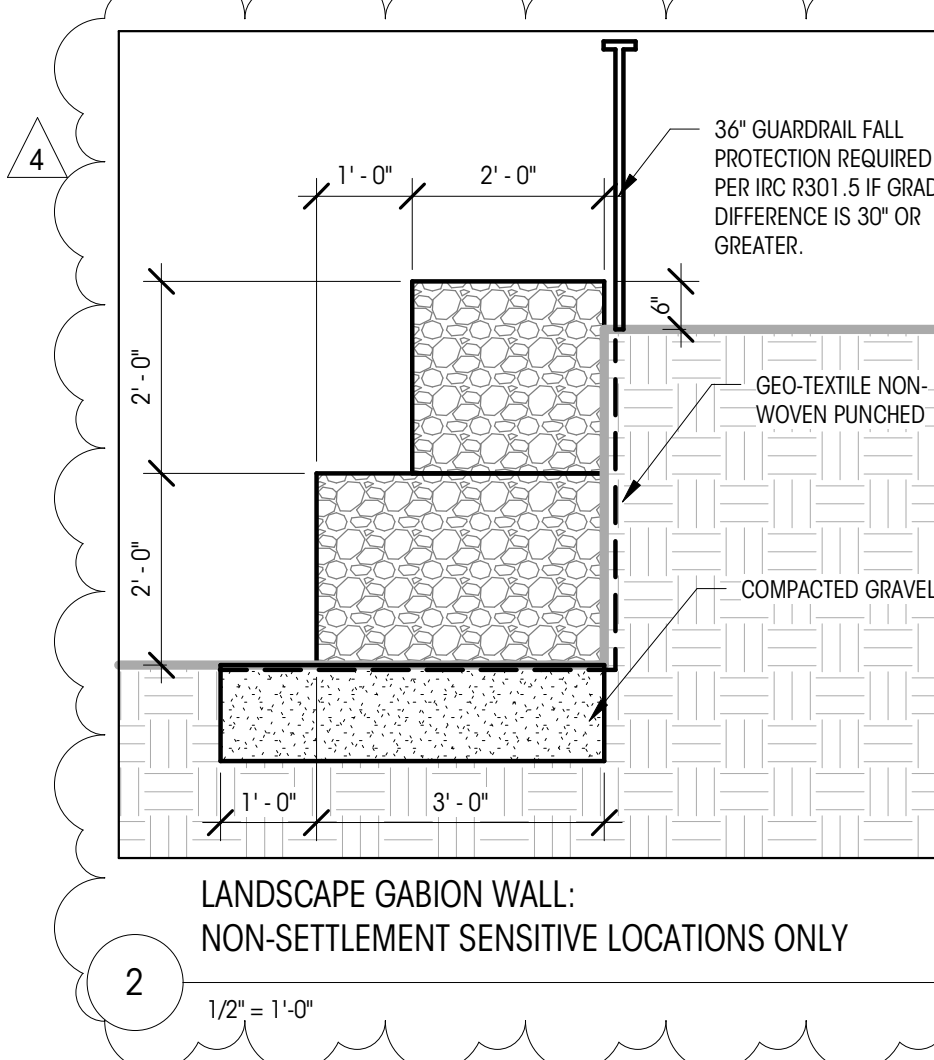 4
36" GUARDRAIL FALL
PROTECTION REQUIRED
PER IRC R301.5 IF GRAD
DIFFERENCE IS 30" OR
GREATER.
1' - 0"
2' - 0"
6"
2' - 0"
GEO-TEXTILE NON-
WOVEN PUNCHED
2' - 0"
COMPACTED GRAVEL
1' - 0"
3' - 0"
LANDSCAPE GABION WALL:
NON-SETTLEMENT SENSITIVE LOCATIONS ONLY
2
1/2" = 1'-0"